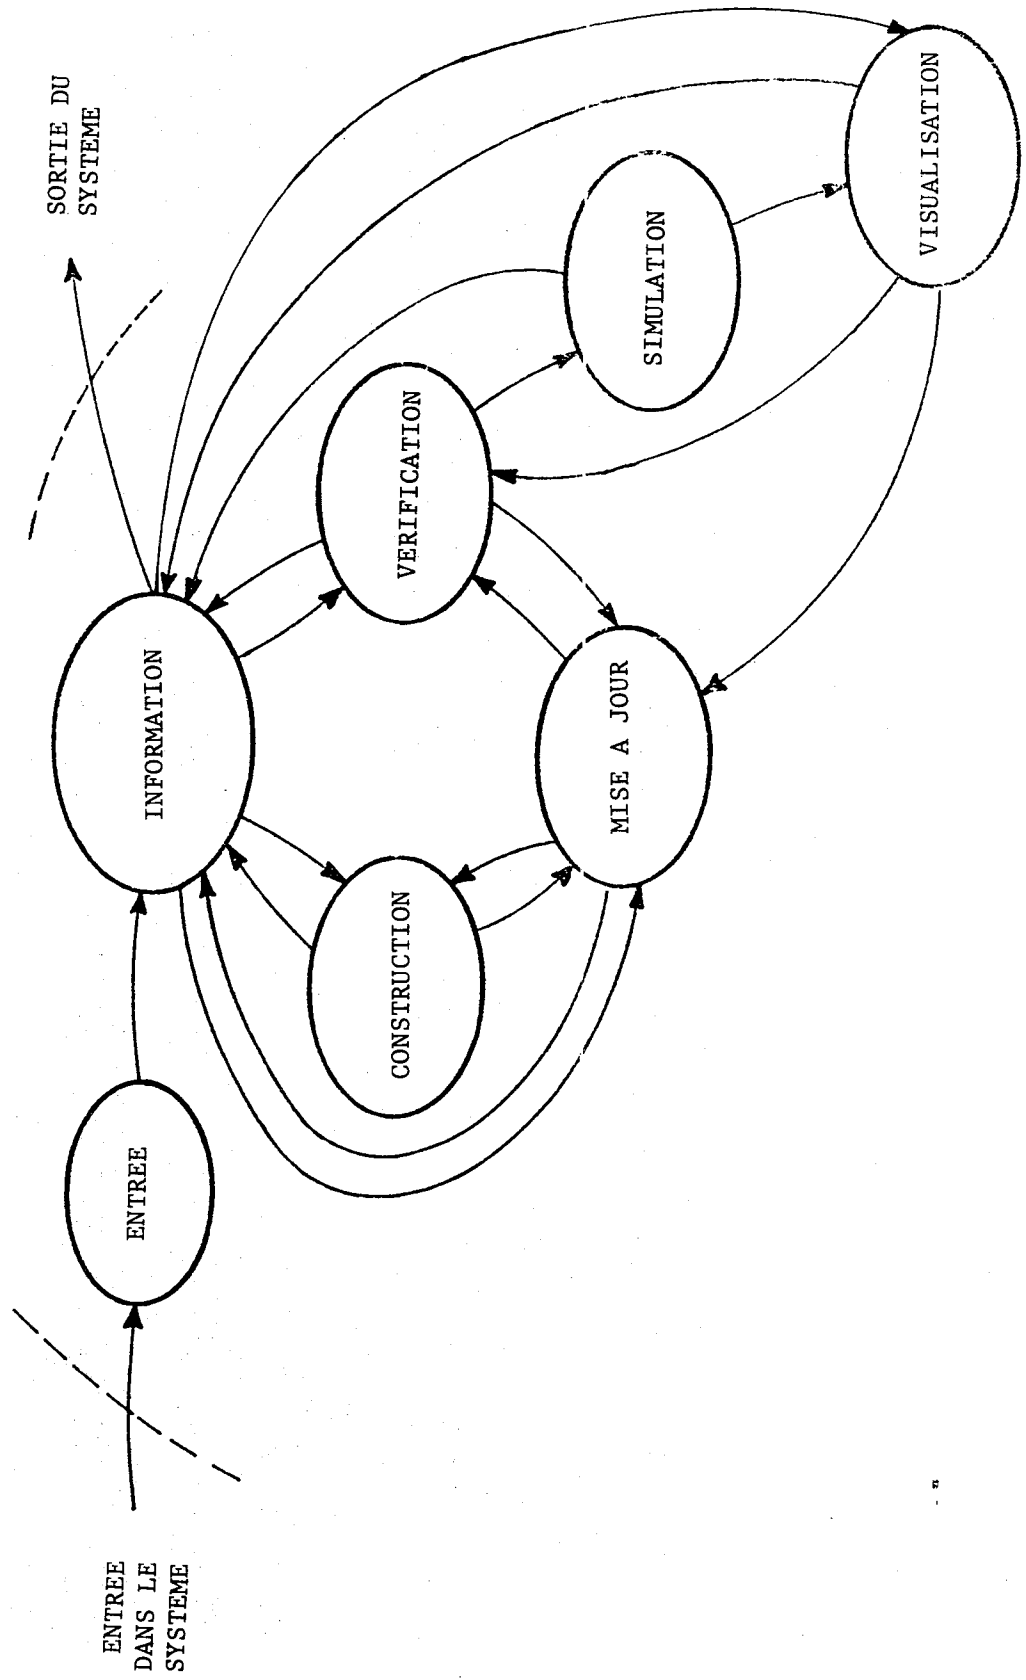 ENTREE
DANS LE
SYSTEME
ENTREE
INFORMATION
SORTIE DU
SYSTEME
CONSTRUCTION
VERIFICATION
MISE A JOUR
SIMULATION
VISUALISATION